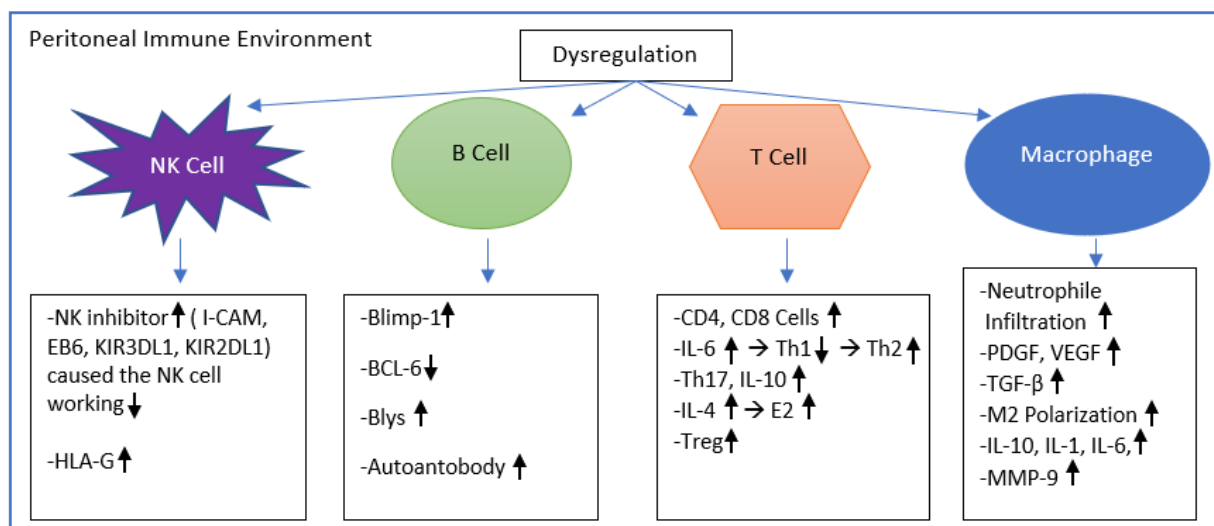 Peritoneal Immune Environment
Dysregulation
NK Cell
B Cell
T Cell
Macrophage
-NK inhibitor↑ ( I-CAM,
EB6, KIR3DL1, KIR2DL1)
caused the NK cell
working↓
-HLA-G↑
-Blimp-1↑
-BCL-6↓
-Blys ↑
-Autoantobody ↑
-CD4, CD8 Cells ↑
-IL-6 ↑ → Th1↓ → Th2↑
-Th17, IL-10 ↑
-IL-4 ↑→ E2 ↑
-Treg↑
-Neutrophile
Infiltration ↑
-PDGF, VEGF ↑
-TGF-β ↑
-M2 Polarization ↑
-IL-10, IL-1, IL-6,↑
-MMP-9 ↑